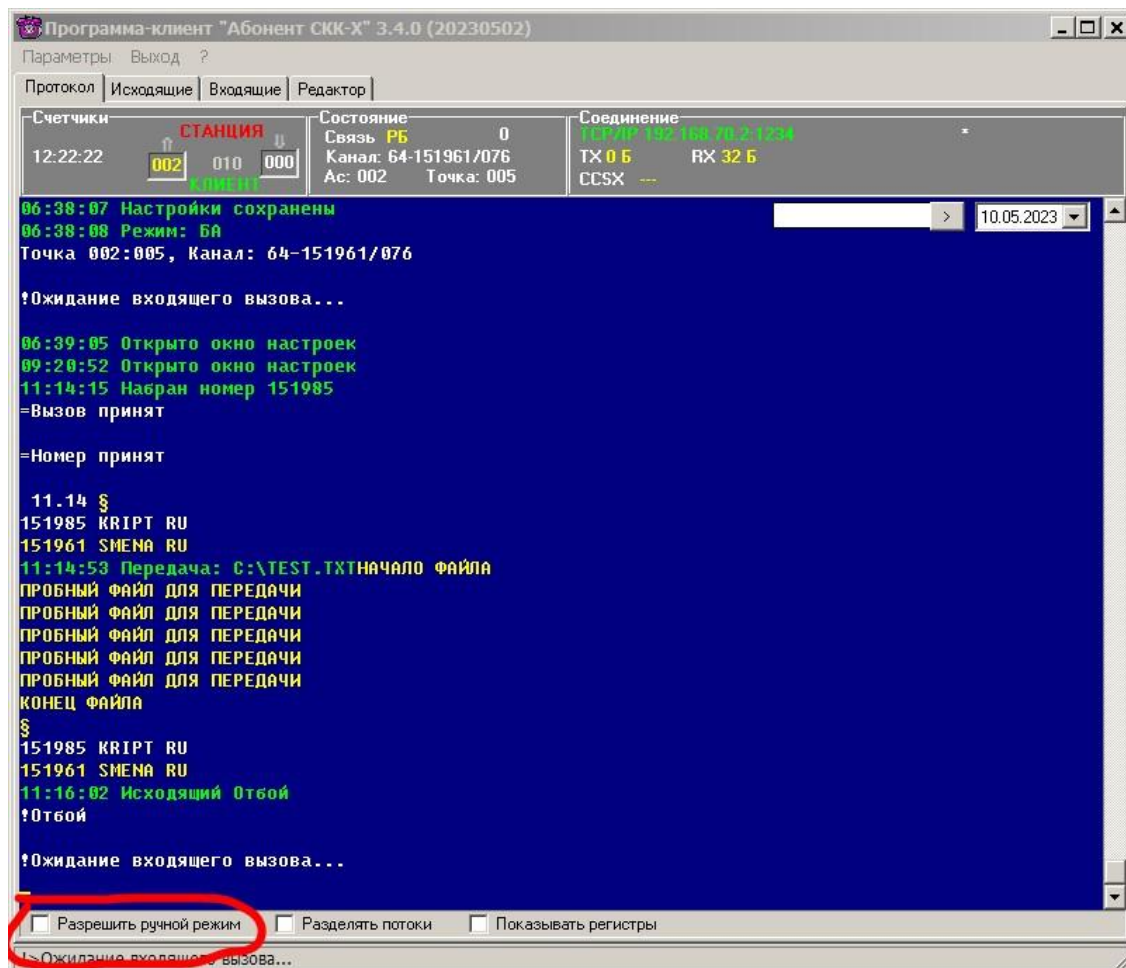 Программа-клиент "Абонент СКК-Х" 3.4.0 (20230502)
Параметры Выход ?
Протокол Исходящие Входящие Редактор
Счетчики
СТАНЦИЯ
12:22:22 002 010 000
КЛИЕНТ
Состояние
Связь РБ 0
Канал: 64-151961/076
Ас: 002 Точка: 005
Соединение
TCP/IP 192.168.70.2:1234 *
TX 0 Б RX 32 Б
CCSX ---
> 10.05.2023
06:38:07 Настройки сохранены
06:38:08 Режим: БА
Точка 002:005, Канал: 64-151961/076
!Ожидание входящего вызова...
06:39:05 Открыто окно настроек
09:20:52 Открыто окно настроек
11:14:15 Набран номер 151985
=Вызов принят
=Номер принят
11.14 §
151985 KRIPT RU
151961 SMENA RU
11:14:53 Передача: C:\TEST.TXTНАЧАЛО ФАЙЛА
ПРОБНЫЙ ФАЙЛ ДЛЯ ПЕРЕДАЧИ
ПРОБНЫЙ ФАЙЛ ДЛЯ ПЕРЕДАЧИ
ПРОБНЫЙ ФАЙЛ ДЛЯ ПЕРЕДАЧИ
ПРОБНЫЙ ФАЙЛ ДЛЯ ПЕРЕДАЧИ
ПРОБНЫЙ ФАЙЛ ДЛЯ ПЕРЕДАЧИ
КОНЕЦ ФАЙЛА
§
151985 KRIPT RU
151961 SMENA RU
11:16:02 Исходящий Отбой
!Отбой
!Ожидание входящего вызова...
Разрешить ручной режим Разделять потоки Показывать регистры
!>Ожидание входящего вызова...